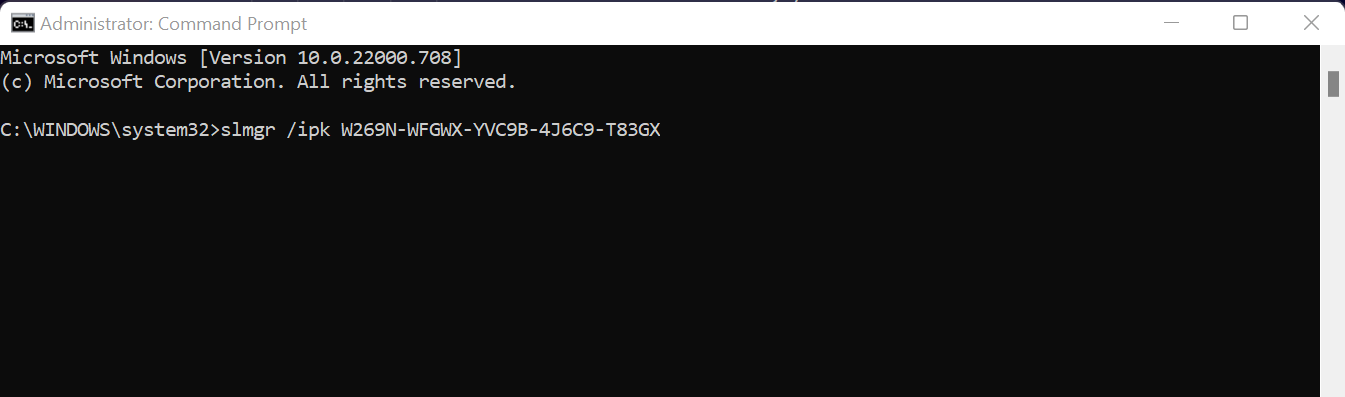 Administrator: Command Prompt
Microsoft Windows [Version 10.0.22000.708]
(c) Microsoft Corporation. All rights reserved.
C:\WINDOWS\system32>slmgr /ipk W269N-WFGWX-YVC9B-4J6C9-T83GX